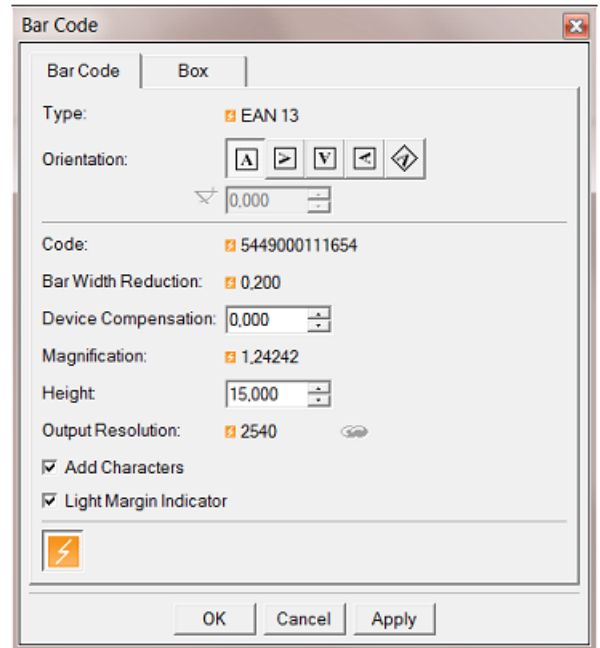 Bar Code
Bar Code Box
Type: EAN 13
Orientation: A A A A A
0,000
Code: 5449000111654
Bar Width Reduction: 0,200
Device Compensation: 0,000
Magnification: 1,24242
Height: 15,000
Output Resolution: 2540
Add Characters
Light Margin Indicator
OK Cancel Apply